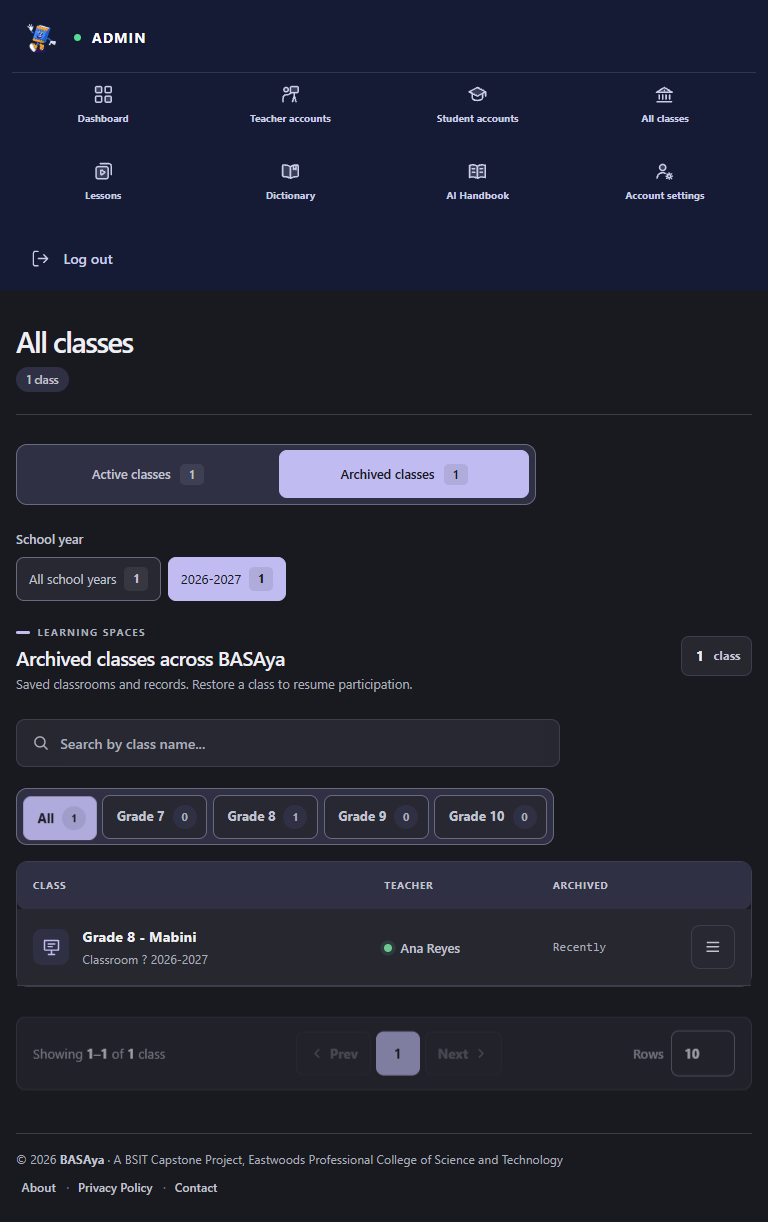 ADMIN
Dashboard
Teacher accounts
Student accounts
All classes
Lessons
Dictionary
AI Handbook
Account settings
Log out
All classes
1 class
Active classes 1
Archived classes 1
School year
All school years 1
2026-2027 1
LEARNING SPACES
Archived classes across BASAya
Saved classrooms and records. Restore a class to resume participation.
1 class
Search by class name...
All 1
Grade 7 0
Grade 8 1
Grade 9 0
Grade 10 0
CLASS TEACHER ARCHIVED
Grade 8 - Mabini
Classroom ? 2026-2027
Ana Reyes
Recently
Showing 1–1 of 1 class
Prev 1 Next
Rows 10
© 2026 BASAya · A BSIT Capstone Project, Eastwoods Professional College of Science and Technology
About · Privacy Policy · Contact